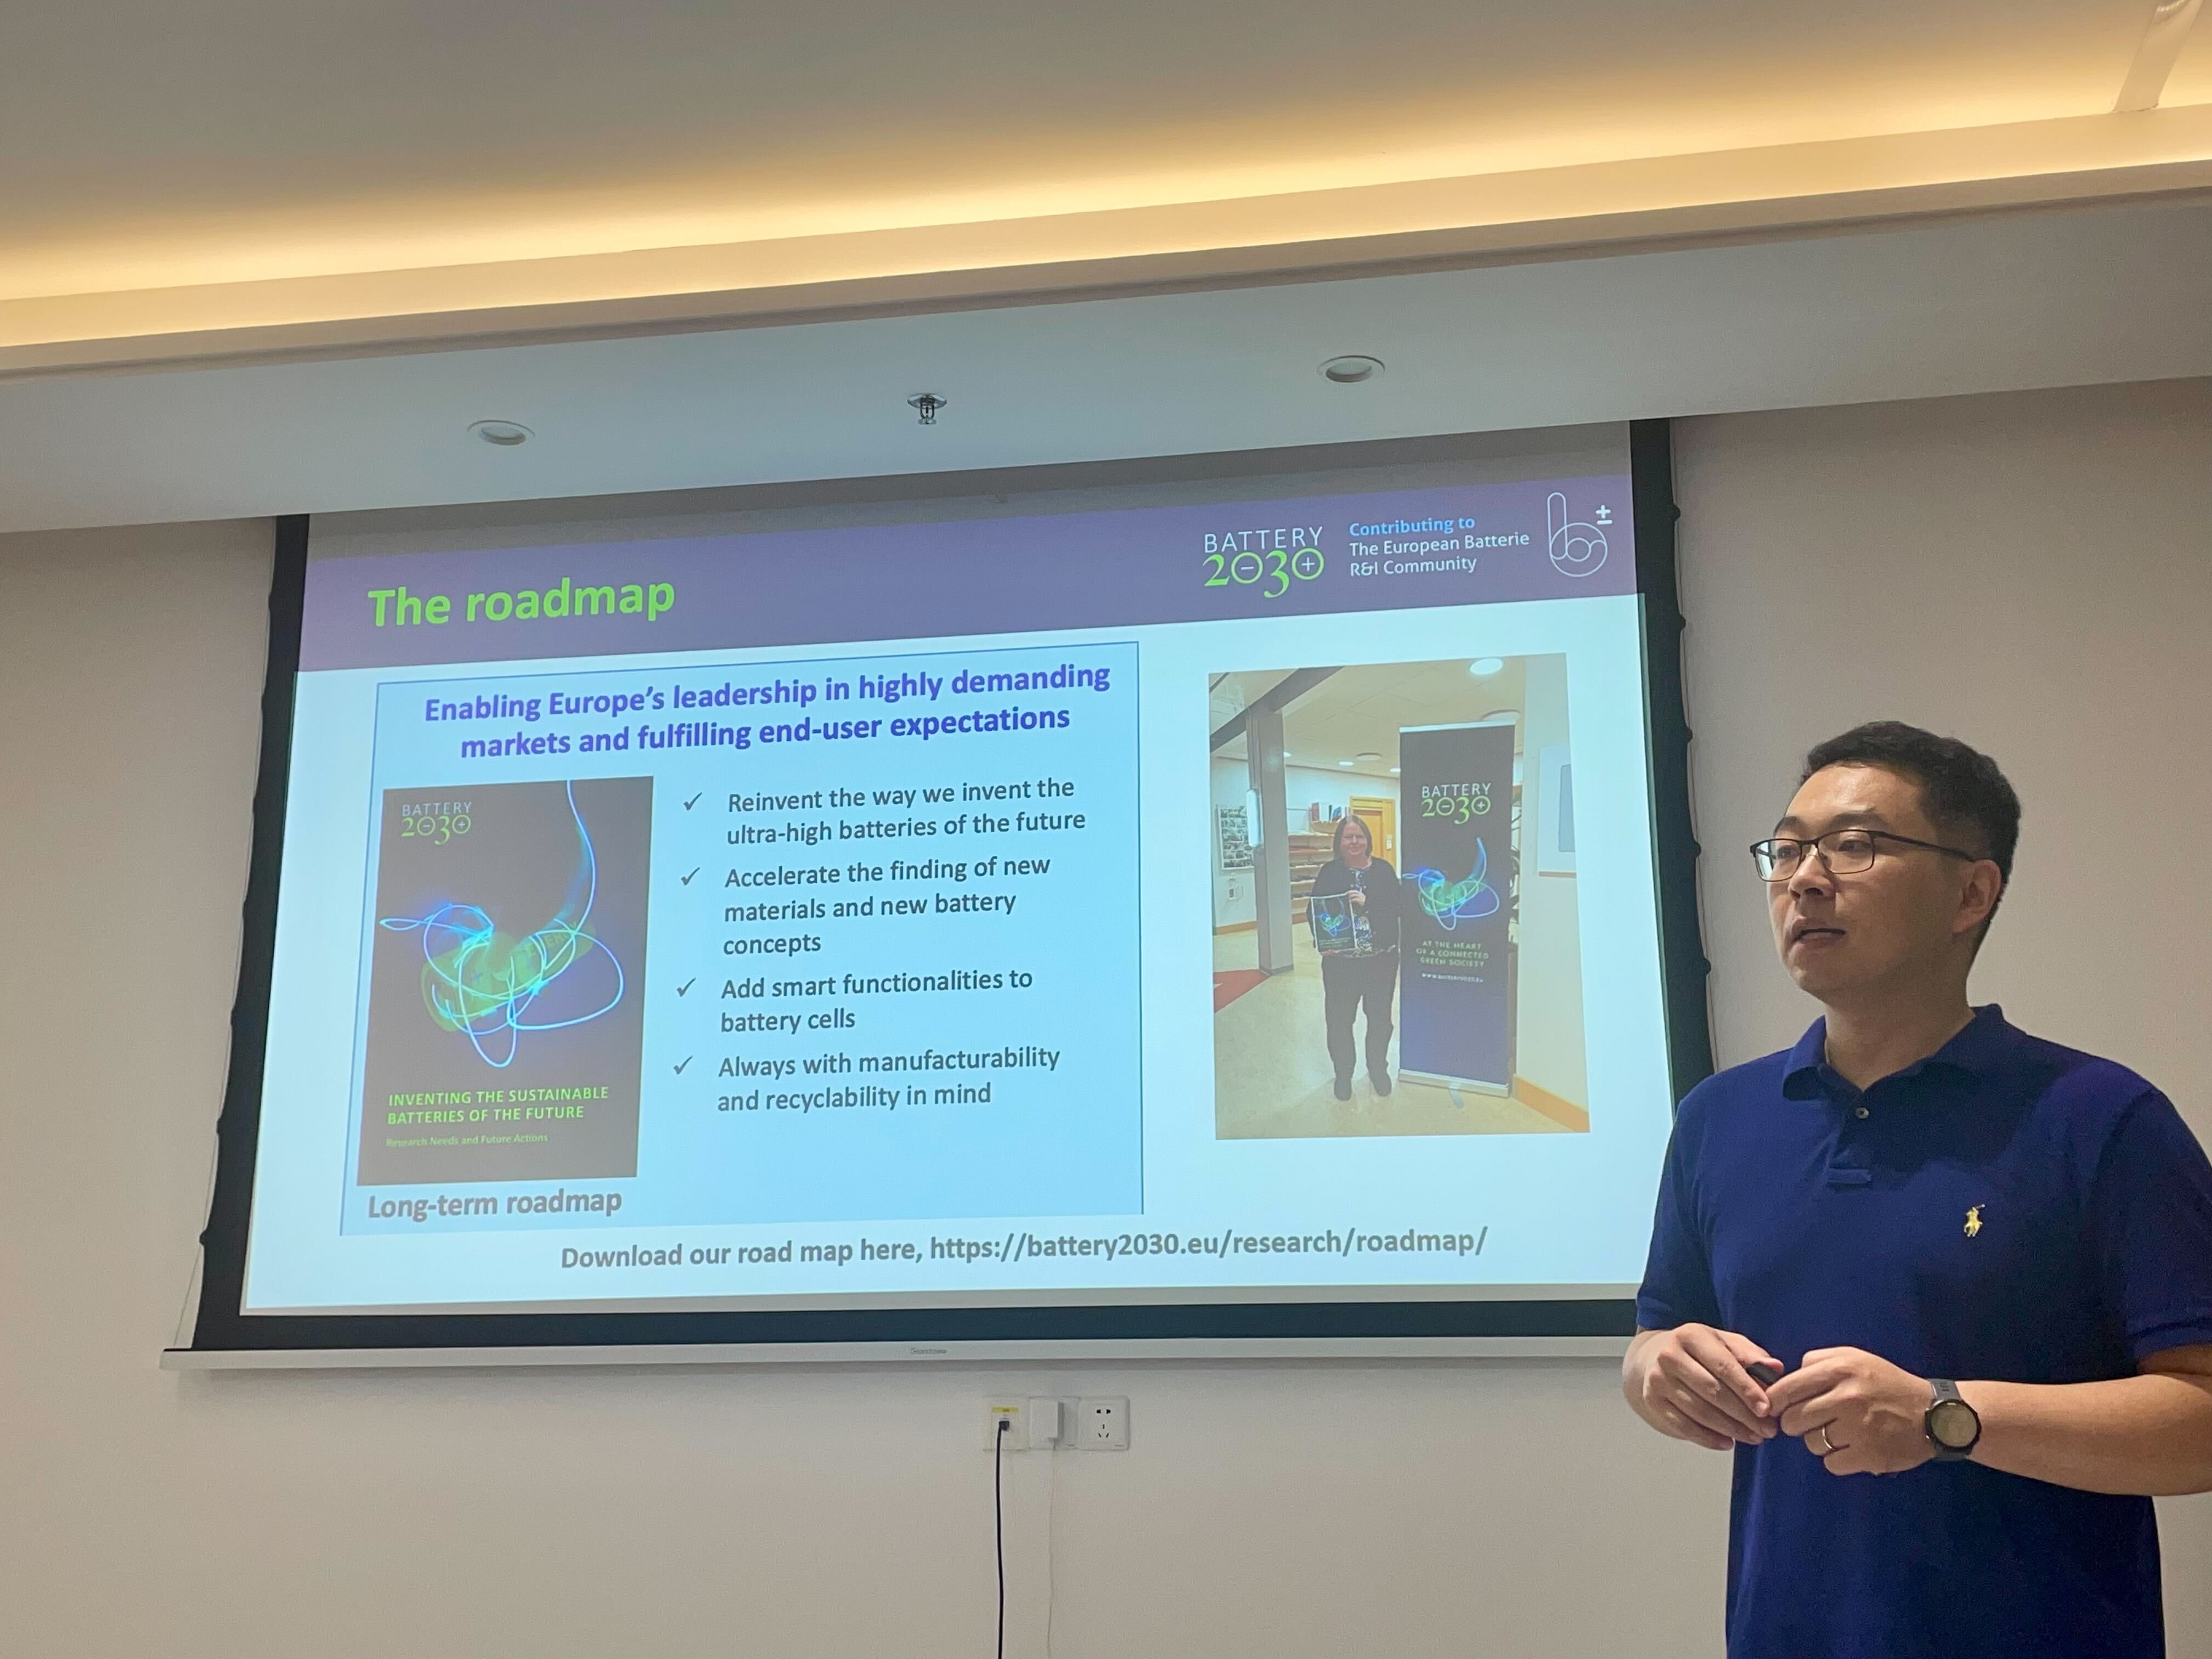 The roadmap
BATTERY
2030
Contributing to
The European Batterie
R&I Community
Enabling Europe's leadership in highly demanding
markets and fulfilling end-user expectations
BATTERY
2030
INVENTING THE SUSTAINABLE
BATTERIES OF THE FUTURE
Research Needs and Future Actions
Long-term roadmap
✓ Reinvent the way we invent the
ultra-high batteries of the future
✓ Accelerate the finding of new
materials and new battery
concepts
✓ Add smart functionalities to
battery cells
✓ Always with manufacturability
and recyclability in mind
BATTERY
2030
AT THE HEART
OF A CONNECTED
GREEN SOCIETY
Download our road map here, https://battery2030.eu/research/roadmap/